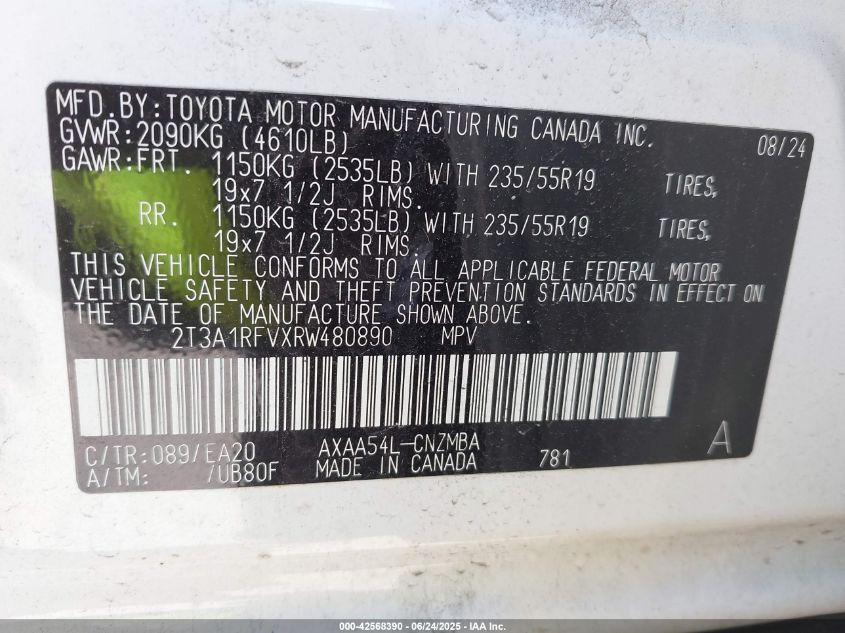 MFD.BY:TOYOTA MOTOR MANUFACTURING CANADA INC. 08/24
GVWR:2090KG (4610LB)
GAWR:FRT. 1150KG (2535LB) WITH 235/55R19 TIRES,
19x7 1/2J RIMS.
RR. 1150KG (2535LB) WITH 235/55R19 TIRES,
19x7 1/2J RIMS.
THIS VEHICLE CONFORMS TO ALL APPLICABLE FEDERAL MOTOR
VEHICLE SAFETY AND THEFT PREVENTION STANDARDS IN EFFECT ON
THE DATE OF MANUFACTURE SHOWN ABOVE.
2T3A1RFVXRW480890 MPV
C/TR:089/EA20 AXAA54L-CNZMBA A
A/TM: /UB80F MADE IN CANADA 781
000-42568390 - 06/24/2025 - IAA Inc.